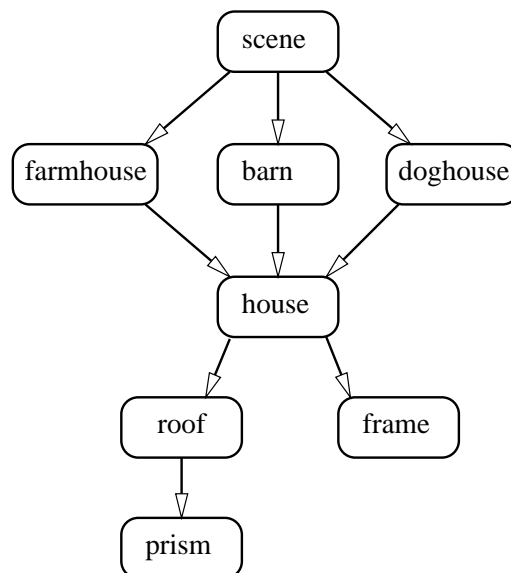 scene
farmhouse
barn
doghouse
house
roof
frame
prism